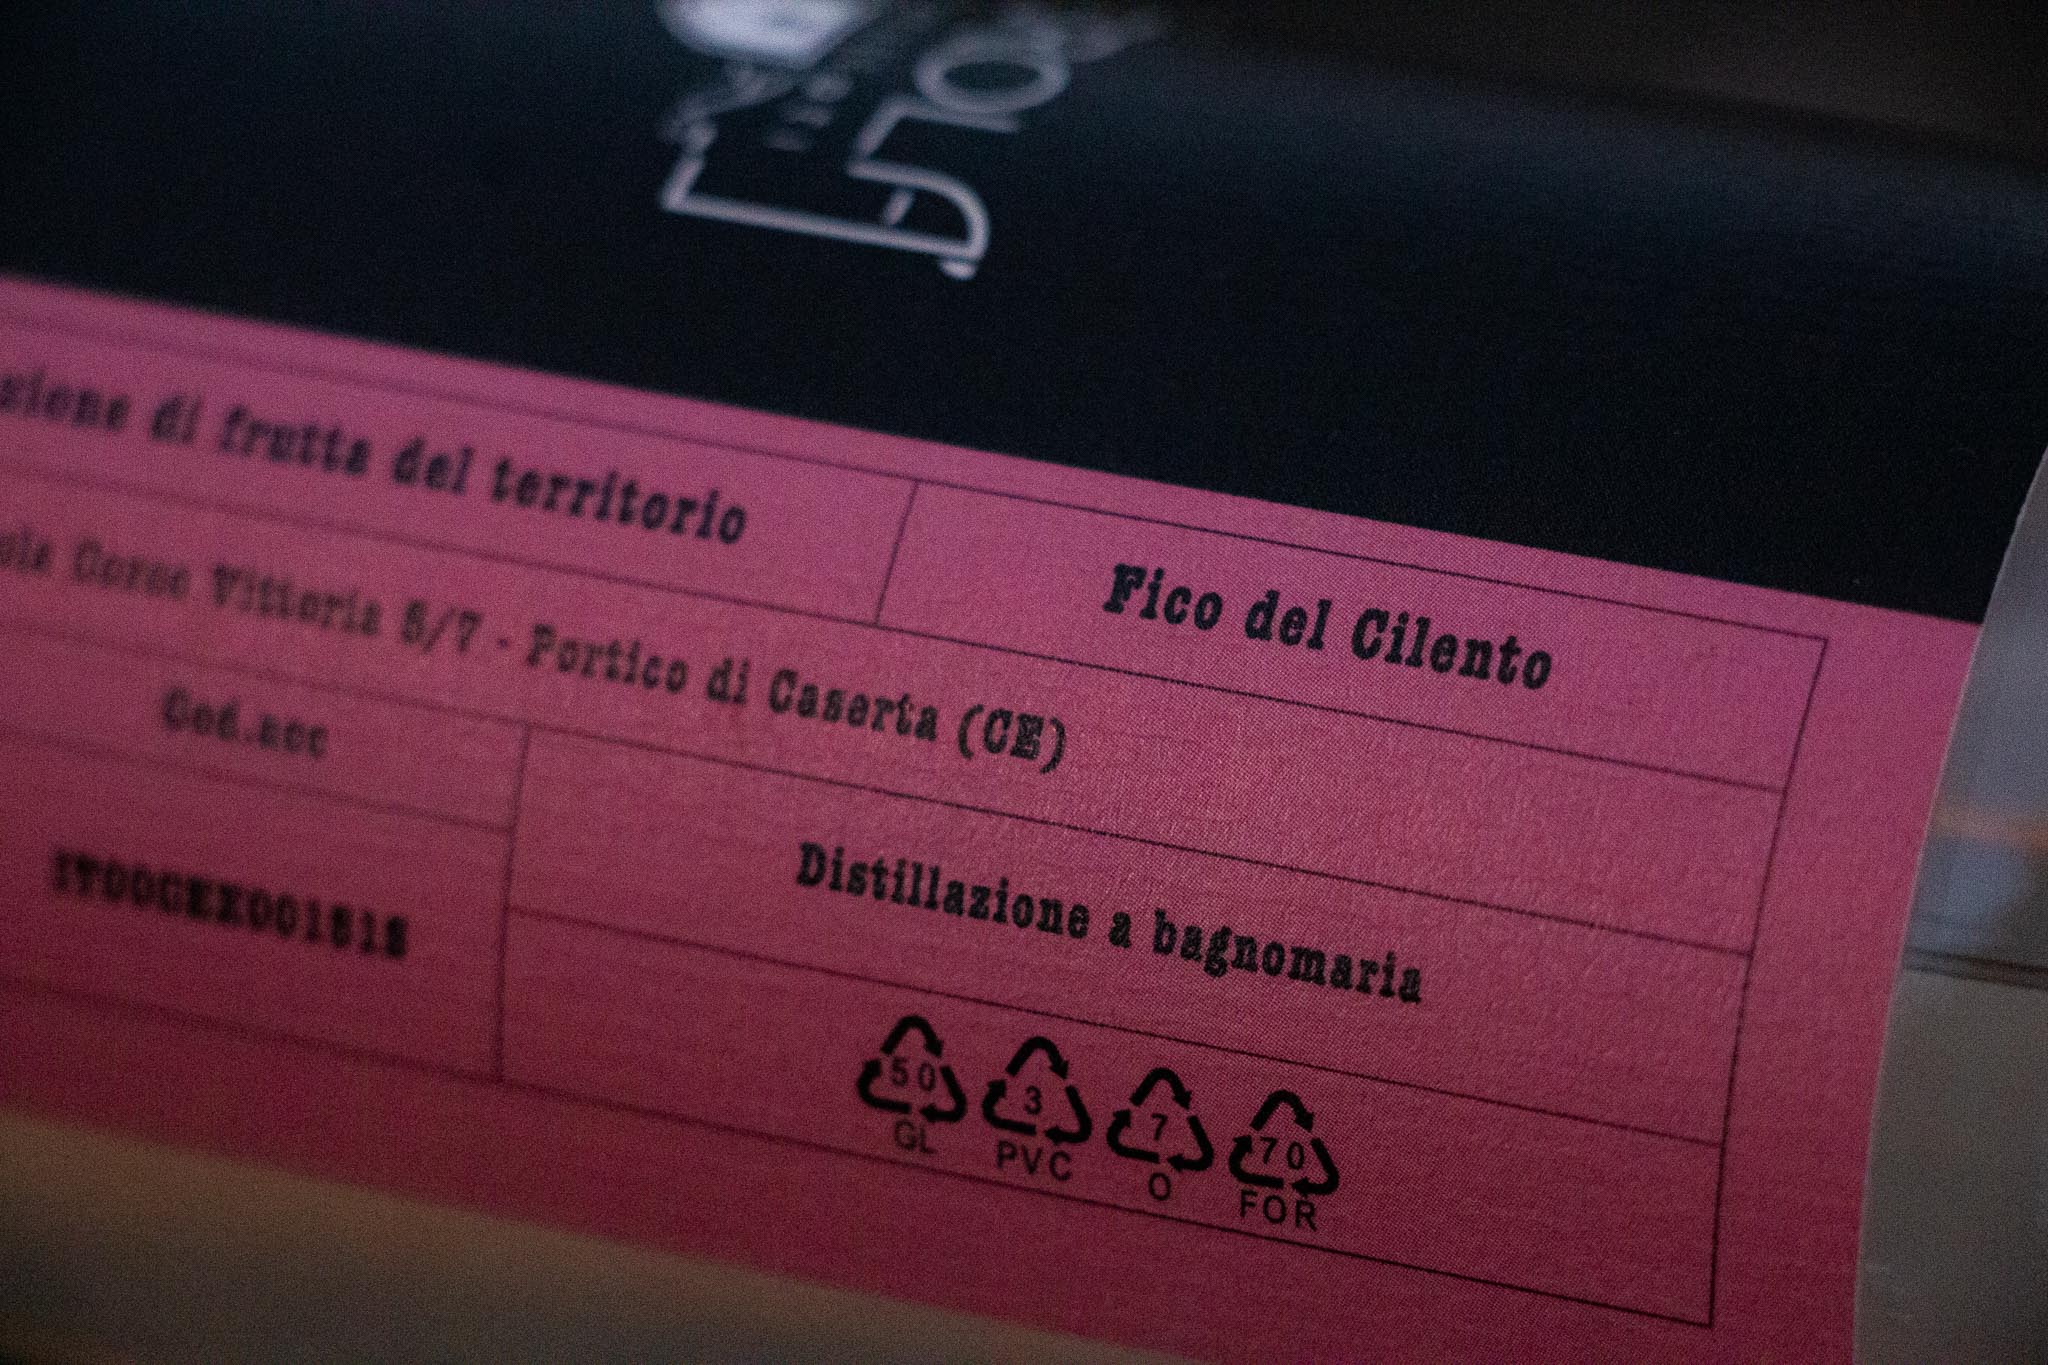 di frutta del territorio
Fico del Cilento
Corso Vittoria 5/7 - Portico di Caserta (CE)
Cod.acc
Distillazione a bagnomaria
50 3 7 70
GL PVC O FOR